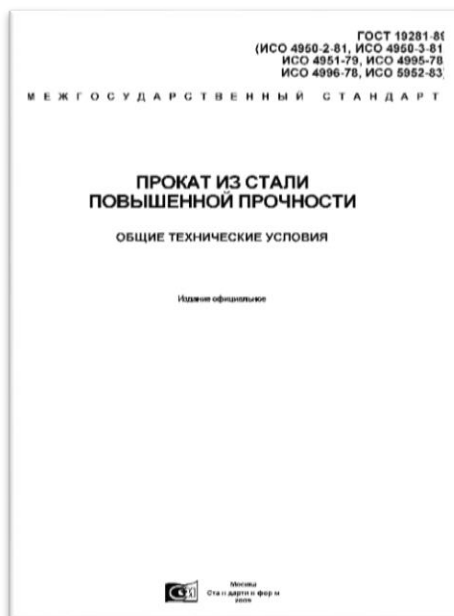 ГОСТ 19281-89
(ИСО 4950-2-81, ИСО 4950-3-81
ИСО 4951-79, ИСО 4995-78
ИСО 4996-78, ИСО 5952-83)
МЕЖГОСУДАРСТВЕННЫЙ СТАНДАРТ
ПРОКАТ ИЗ СТАЛИ
ПОВЫШЕННОЙ ПРОЧНОСТИ
ОБЩИЕ ТЕХНИЧЕСКИЕ УСЛОВИЯ
Издание официальное
Москва
Стандартинформ